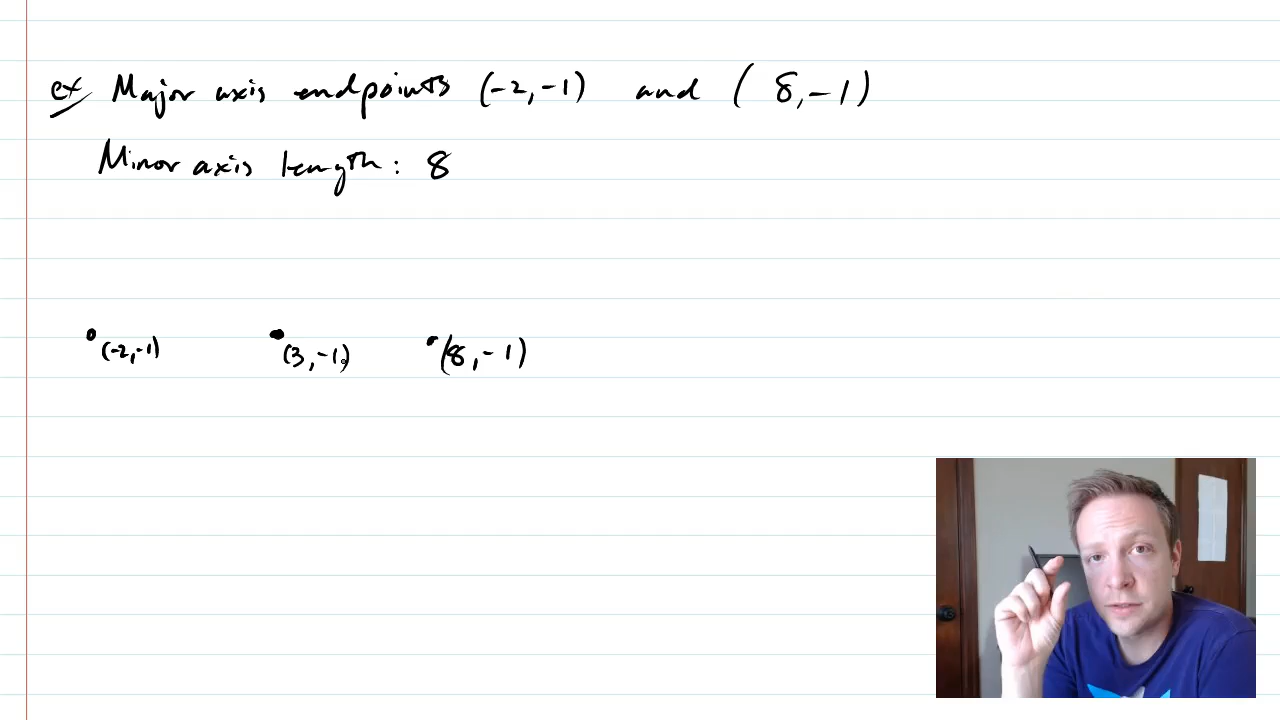 ex Major axis endpoints (-2,-1) and (8,-1)
Minor axis length: 8
(-2,-1) (3,-1) (8,-1)